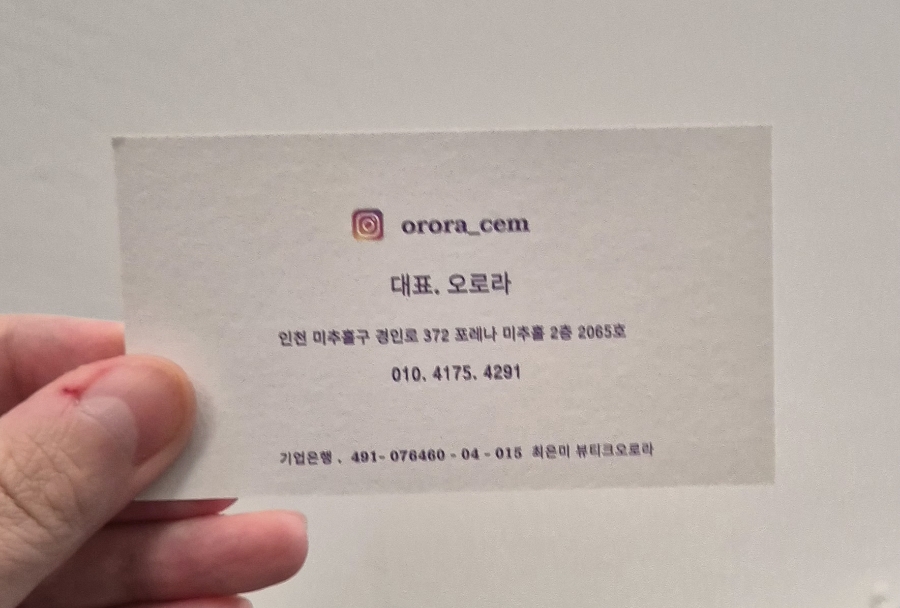 orora_cem
대표. 오로라
인천 미추홀구 경인로 372 포레나 미추홀 2층 2065호
010. 4175. 4291
기업은행 . 491- 076460 - 04 - 015 최은미 뷰티크오로라